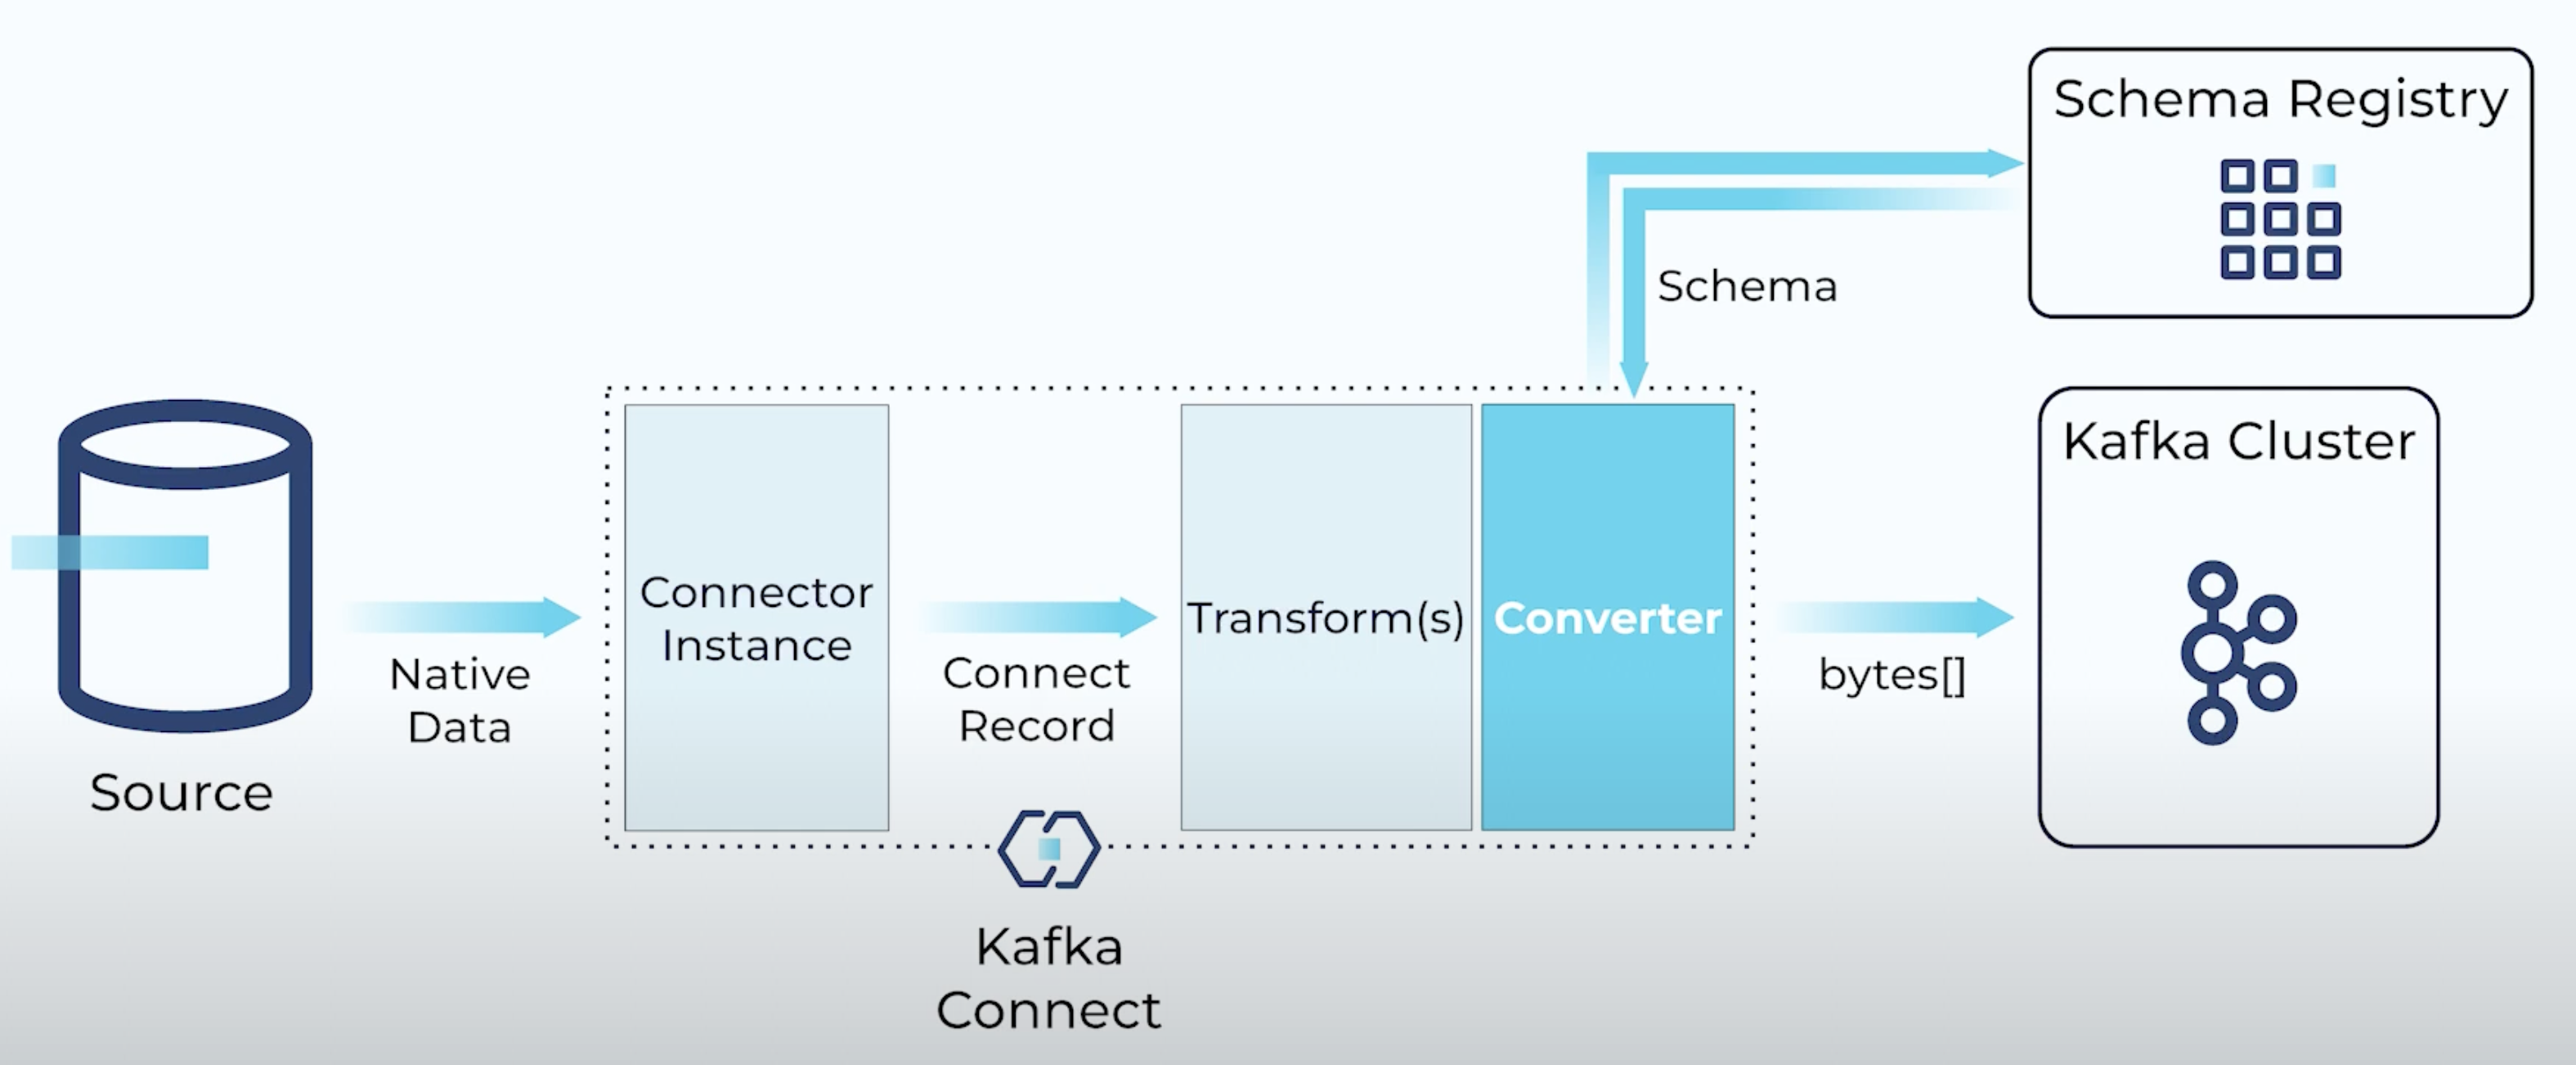 Schema Registry
Schema
Kafka Cluster
Source
Native
Data
Connector
Instance
Connect
Record
Transform(s)
Converter
bytes[]
Kafka
Connect